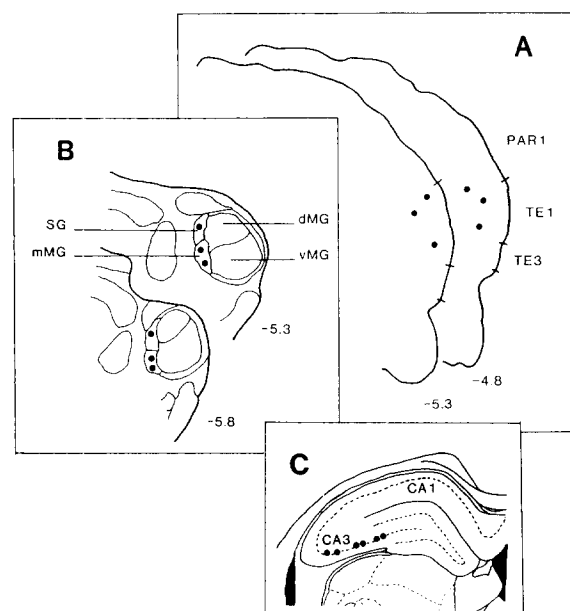 A
PAR1
TE1
TE3
-4.8
-5.3
B
SG
dMG
mMG
vMG
-5.3
-5.8
C
CA1
CA3